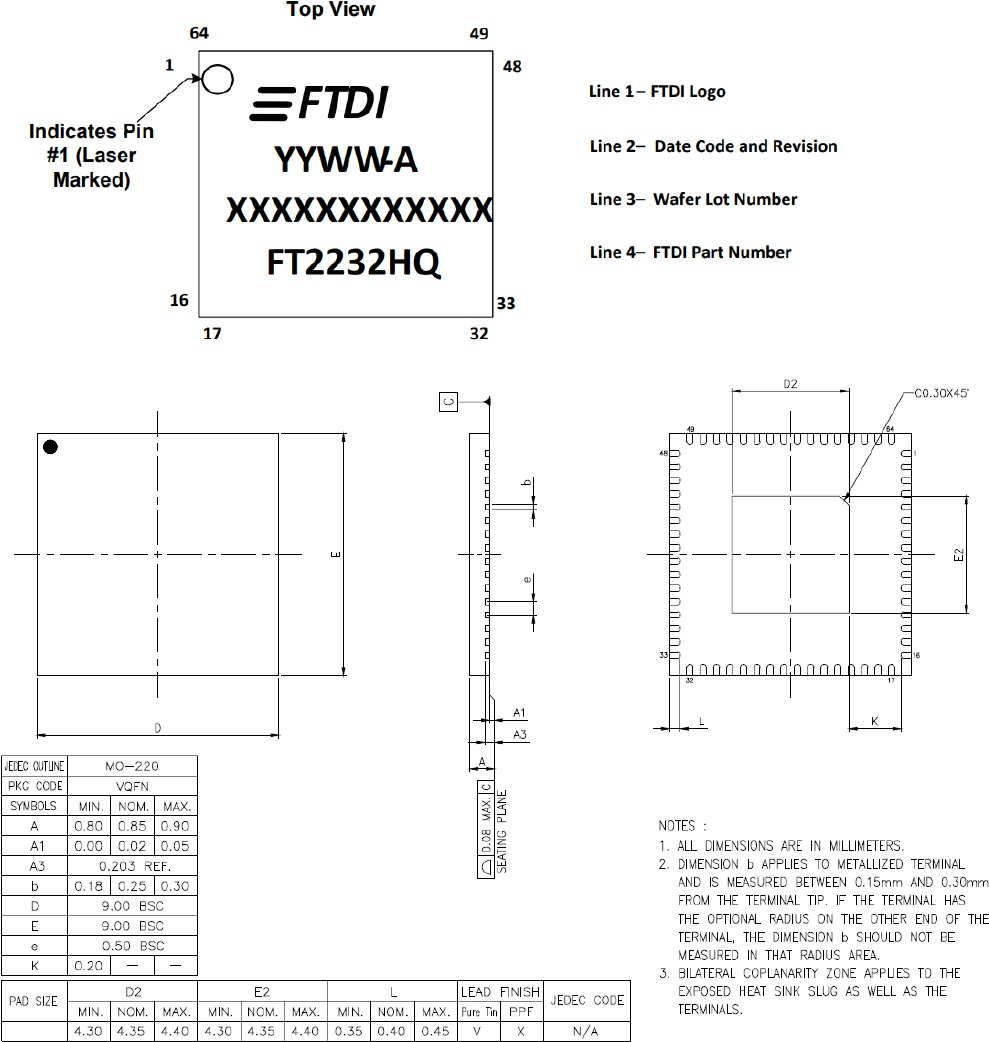 Top View
64
49
1
48
FTDI
Indicates Pin
#1 (Laser
Marked)
YYWW-A
XXXXXXXXXXXX
FT2232HQ
16
33
17
32
Line 1– FTDI Logo
Line 2– Date Code and Revision
Line 3– Wafer Lot Number
Line 4– FTDI Part Number
E
D
C
b
e
A1
A3
A
0.08 MAX. C
SEATING PLANE
D2
C0.30X45°
49
64
48
1
E2
33
16
32
17
L
K
JEDEC OUTLINE MO-220
PKG CODE VQFN
SYMBOLS MIN. NOM. MAX.
A 0.80 0.85 0.90
A1 0.00 0.02 0.05
A3 0.203 REF.
b 0.18 0.25 0.30
D 9.00 BSC
E 9.00 BSC
e 0.50 BSC
K 0.20 — —
PAD SIZE D2 E2 L LEAD FINISH JEDEC CODE
MIN. NOM. MAX. MIN. NOM. MAX. MIN. NOM. MAX. Pure Tin PPF
4.30 4.35 4.40 4.30 4.35 4.40 0.35 0.40 0.45 V X N/A
NOTES :
1. ALL DIMENSIONS ARE IN MILLIMETERS.
2. DIMENSION b APPLIES TO METALLIZED TERMINAL
AND IS MEASURED BETWEEN 0.15mm AND 0.30mm
FROM THE TERMINAL TIP. IF THE TERMINAL HAS
THE OPTIONAL RADIUS ON THE OTHER END OF THE
TERMINAL, THE DIMENSION b SHOULD NOT BE
MEASURED IN THAT RADIUS AREA.
3. BILATERAL COPLANARITY ZONE APPLIES TO THE
EXPOSED HEAT SINK SLUG AS WELL AS THE
TERMINALS.